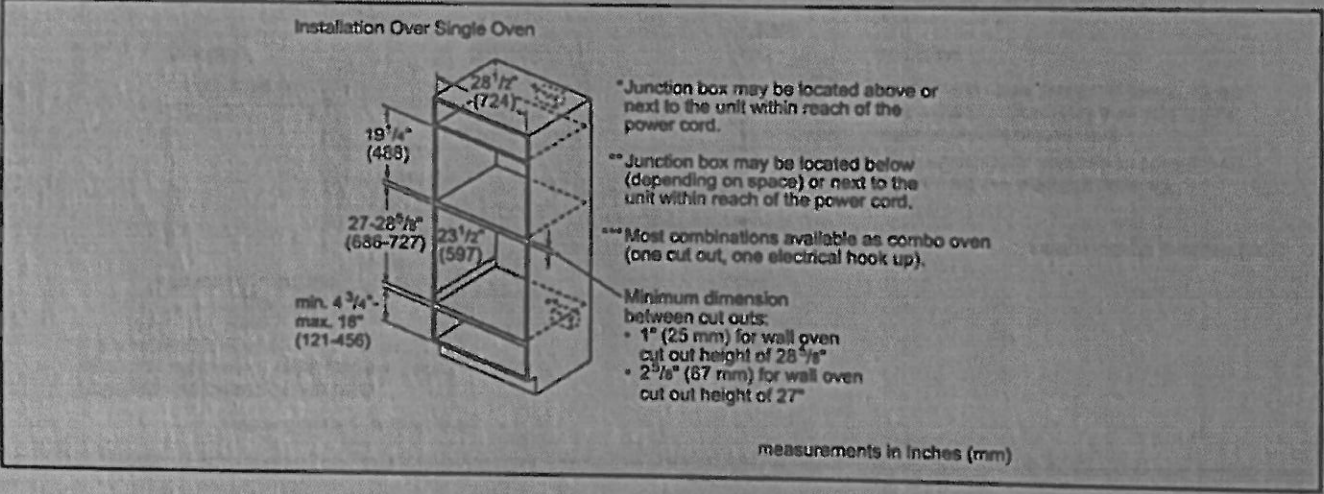 Installation Over Single Oven
28 1/2"
(724)
19 1/4"
(488)
27-28 5/8"
(686-727)
23 1/2"
(597)
min. 4 3/4"-
max. 18"
(121-456)
*Junction box may be located above or
next to the unit within reach of the
power cord.
**Junction box may be located below
(depending on space) or next to the
unit within reach of the power cord.
***Most combinations available as combo oven
(one cut out, one electrical hook up).
Minimum dimension
between cut outs:
• 1" (25 mm) for wall oven
cut out height of 28 5/8"
• 2 5/8" (67 mm) for wall oven
cut out height of 27"
measurements in inches (mm)